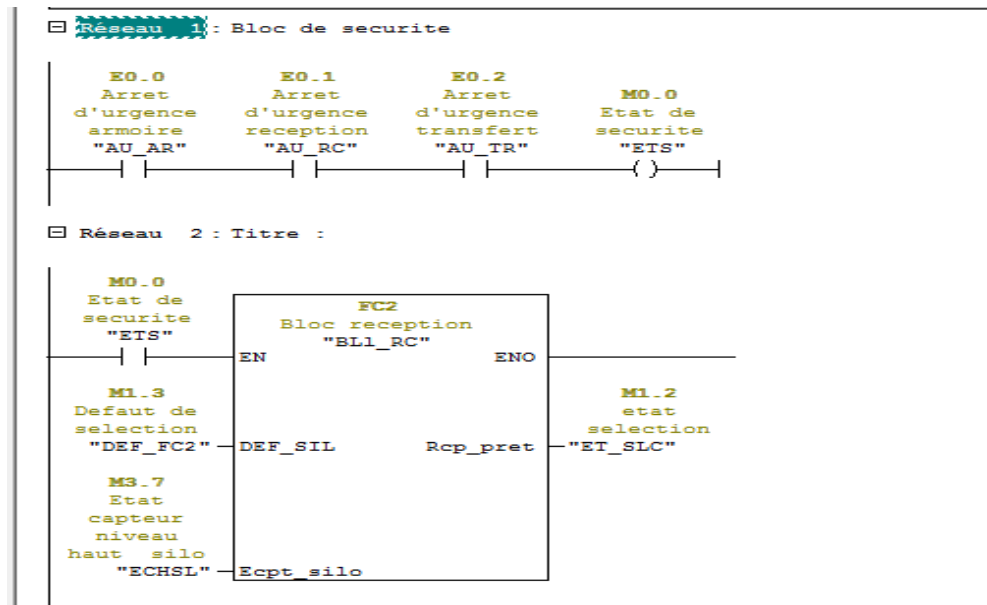 Réseau 1 : Bloc de securite
E0.0 E0.1 E0.2
Arret Arret Arret M0.0
d'urgence d'urgence d'urgence Etat de
armoire reception transfert securite
"AU_AR" "AU_RC" "AU_TR" "ETS"
Réseau 2 : Titre :
M0.0
Etat de
securite
"ETS"
FC2
Bloc reception
"BL1_RC"
EN ENO
M1.3
Defaut de
selection
"DEF_FC2" DEF_SIL
M1.2
etat
selection
Rcp_pret "ET_SLC"
M3.7
Etat
capteur
niveau
haut silo
"ECHSL" Ecpt_silo